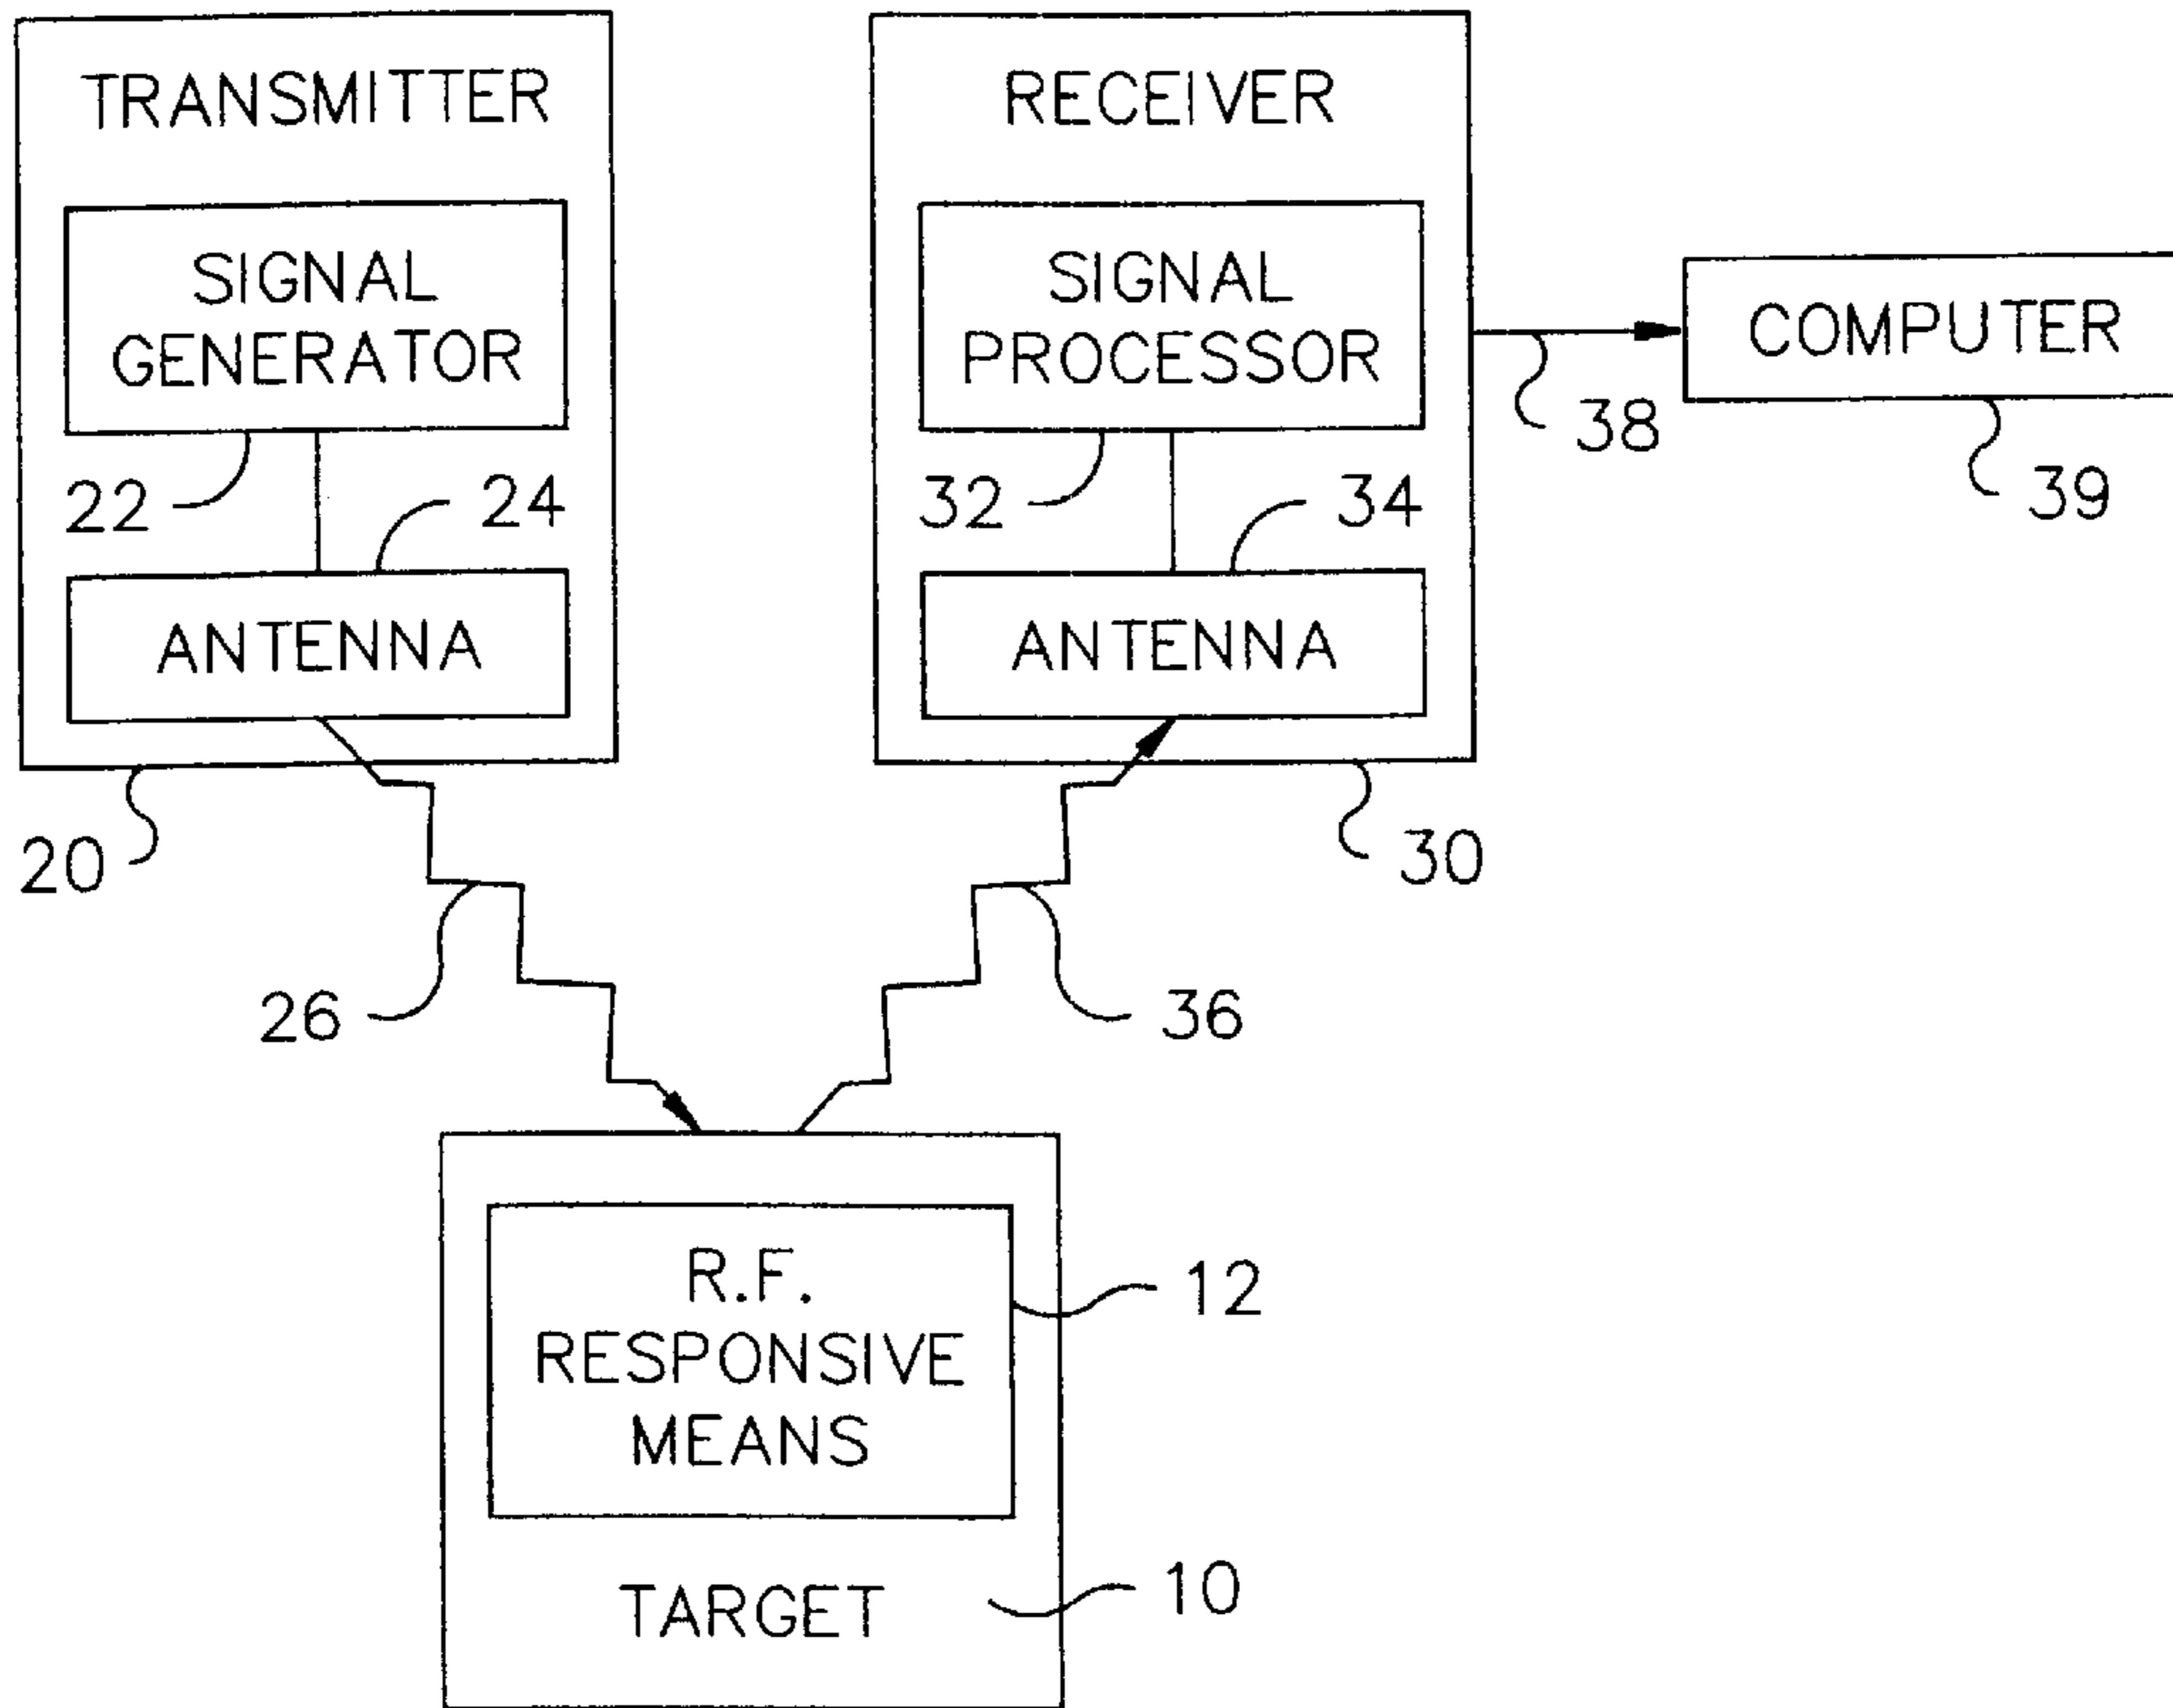 TRANSMITTER
SIGNAL
GENERATOR
22
24
ANTENNA
20
26
RECEIVER
SIGNAL
PROCESSOR
32
34
ANTENNA
30
36
38
COMPUTER
39
R.F.
RESPONSIVE
MEANS
12
TARGET
10